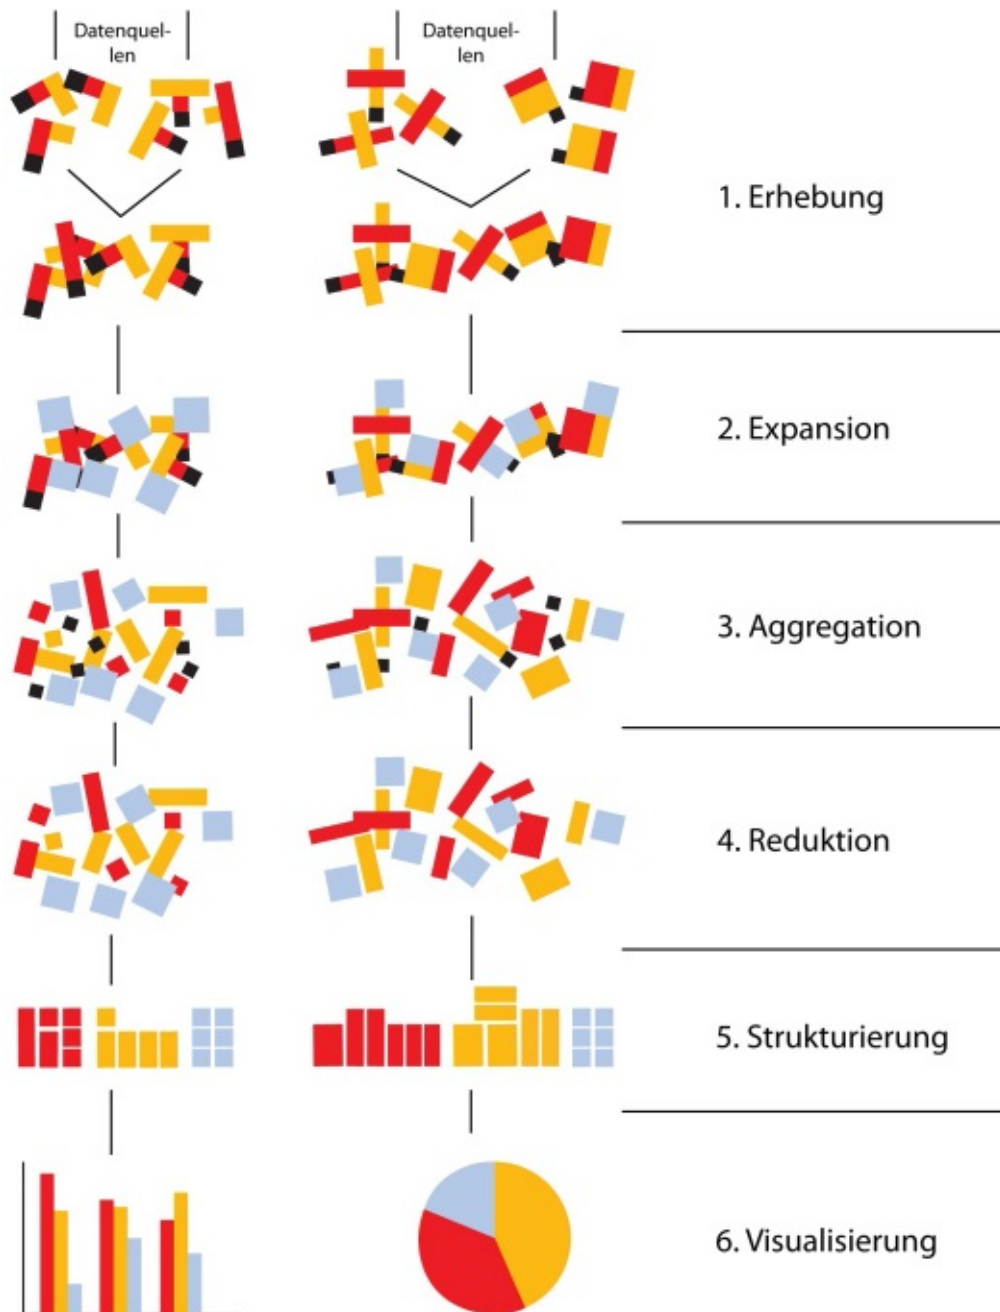 Datenquel-
len
Datenquel-
len
1. Erhebung
2. Expansion
3. Aggregation
4. Reduktion
5. Strukturierung
6. Visualisierung